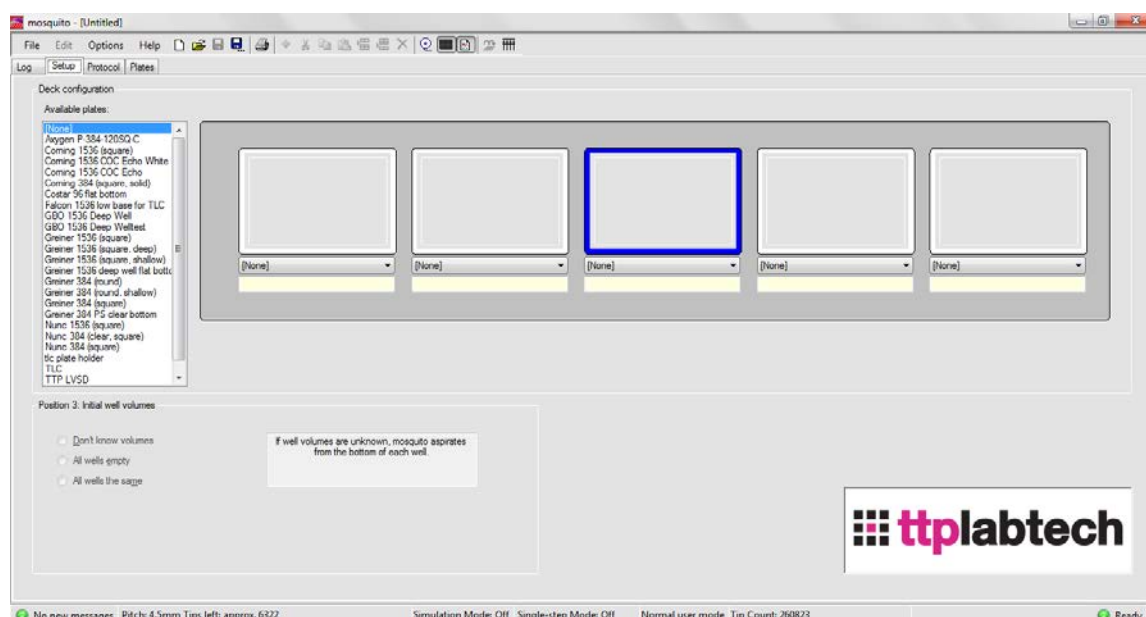 mosquito - [Untitled]
File Edit Options Help
Log Setup Protocol Plates
Deck configuration
Available plates:
[None]
Axygen P-384-120SQ-C
Corning 1536 (square)
Corning 1536 COC Echo White
Corning 1536 COC Echo
Corning 384 (square, solid)
Costar 96 flat bottom
Falcon 1536 low base for TLC
GBO 1536 Deep Well
GBO 1536 Deep Welltest
Greiner 1536 (square)
Greiner 1536 (square, deep)
Greiner 1536 (square, shallow)
Greiner 1536 deep well flat botto
Greiner 384 (round)
Greiner 384 (round, shallow)
Greiner 384 (square)
Greiner 384 PS clear bottom
Nunc 1536 (square)
Nunc 384 (clear, square)
Nunc 384 (square)
tlc plate holder
TLC
TTP LVSD
[None] [None] [None] [None] [None]
Position 3: Initial well volumes
Don't know volumes
All wells empty
All wells the same
If well volumes are unknown, mosquito aspirates
from the bottom of each well.
ttplabtech
No new messages Pitch: 4.5mm Tips left: approx. 6322 Simulation Mode: Off Single-step Mode: Off Normal user mode Tip Count: 260823 Ready